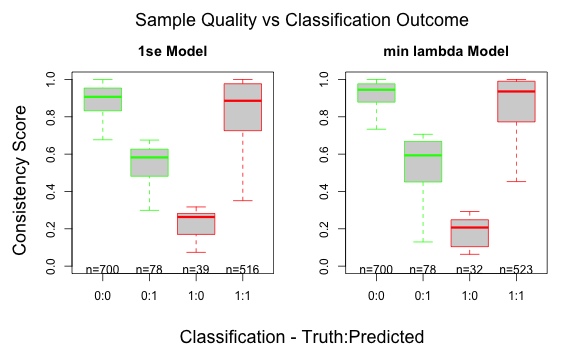 Sample Quality vs Classification Outcome
1se Model
min lambda Model
Consistency Score
1.0
0.8
0.6
0.4
0.2
0.0
n=700 n=78 n=39 n=516
0:0 0:1 1:0 1:1
1.0
0.8
0.6
0.4
0.2
0.0
n=700 n=78 n=32 n=523
0:0 0:1 1:0 1:1
Classification - Truth:Predicted